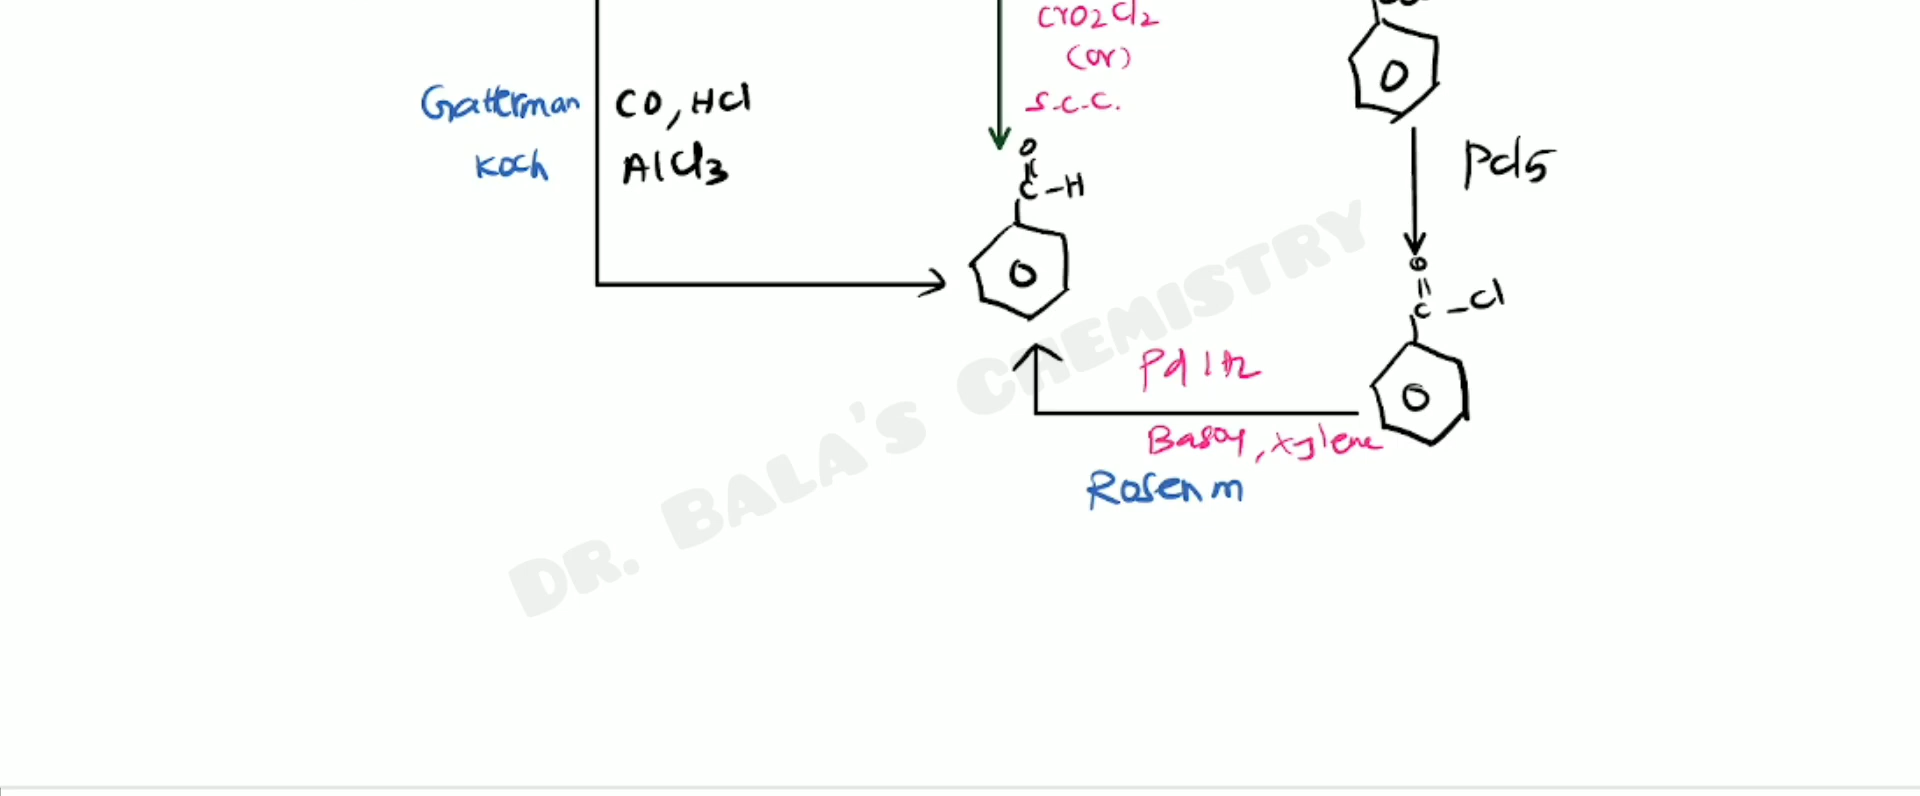 CrO2Cl2
(or)
S.C.C.
Gatterman
Koch
CO, HCl
AlCl3
O
C-H
O
PCl5
O
C-Cl
O
Pd/H2
BaSO4, xylene
Rosenm
O
DR. BALA'S CHEMISTRY